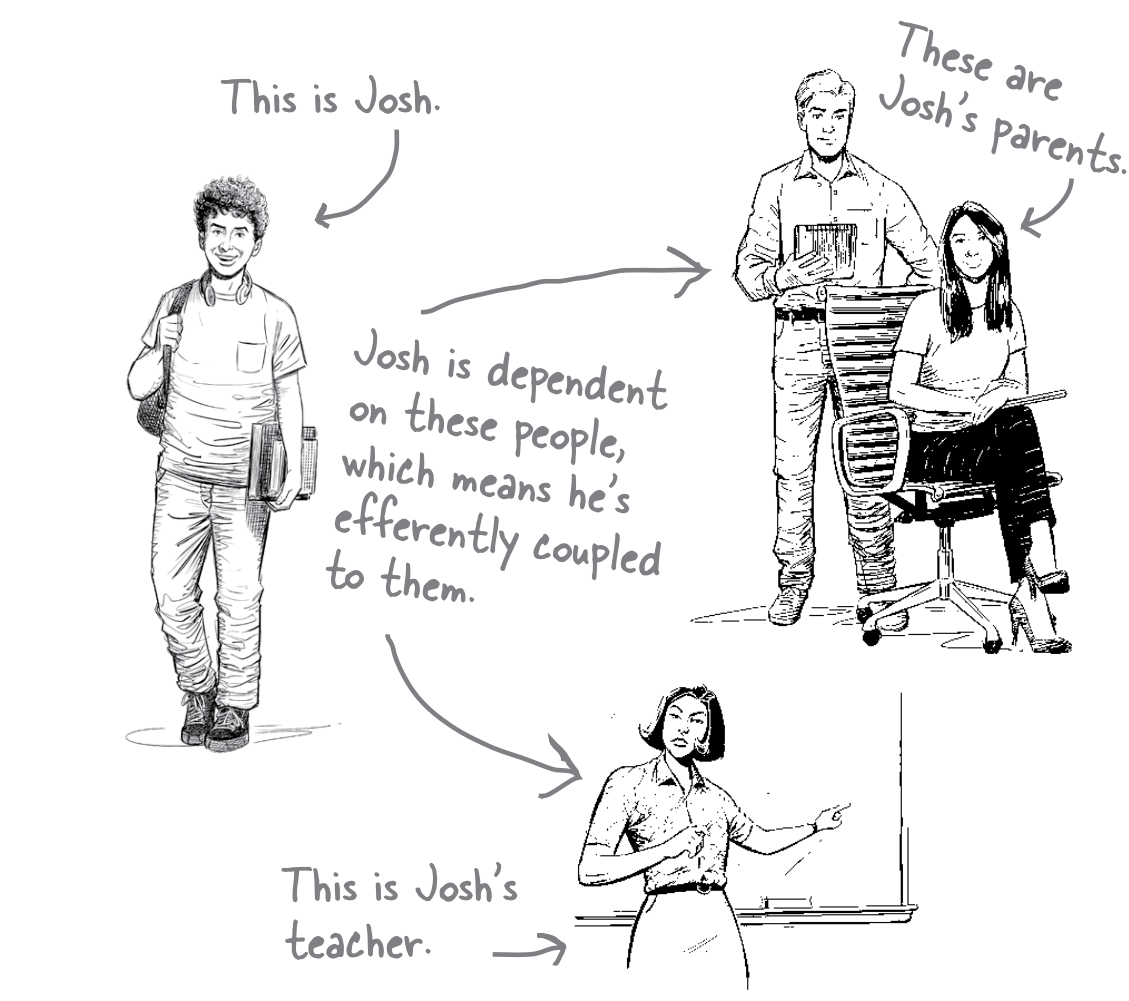 This is Josh.
These are
Josh's parents.
Josh is dependent
on these people,
which means he's
efferently coupled
to them.
This is Josh's
teacher.